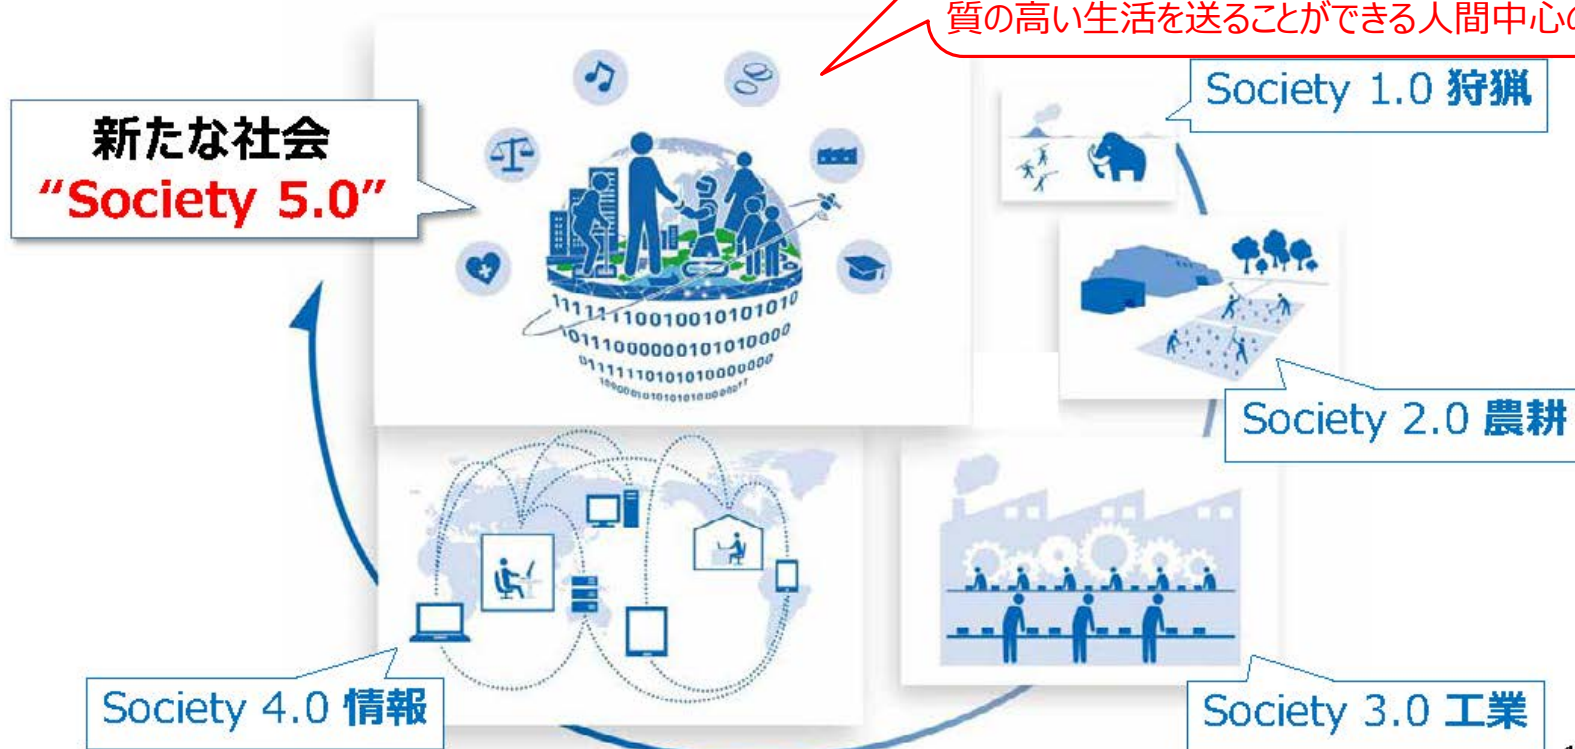 質の高い生活を送ることができる人間中心の
Society 1.0 狩猟
新たな社会
“Society 5.0”
Society 2.0 農耕
1111111001001010101010
Society 4.0 情報
Society 3.0 工業